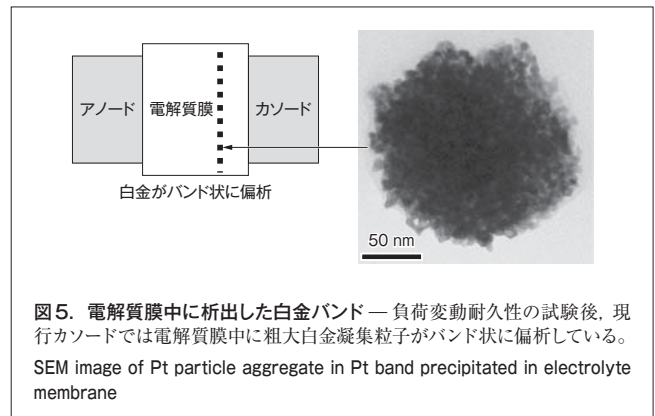 アノード
電解質膜
カソード
白金がバンド状に偏析
50 nm
図5. 電解質膜中に析出した白金バンド — 負荷変動耐久性の試験後，現
行カソードでは電解質膜中に粗大白金凝集粒子がバンド状に偏析している。
SEM image of Pt particle aggregate in Pt band precipitated in electrolyte
membrane